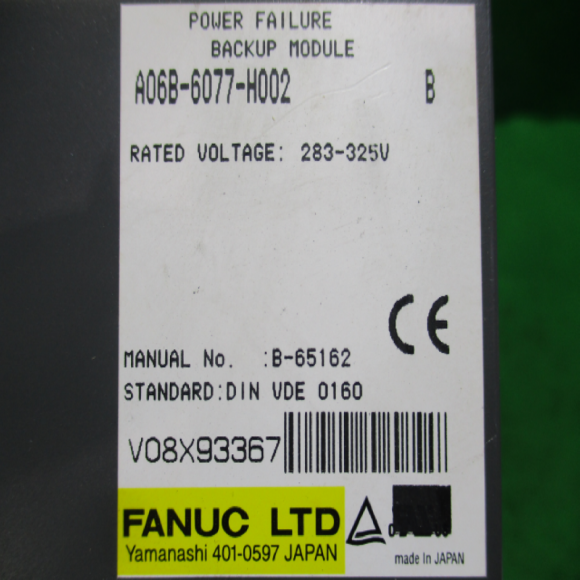 POWER FAILURE
BACKUP MODULE
A06B-6077-H002 B
RATED VOLTAGE: 283-325V
CE
MANUAL No. :B-65162
STANDARD:DIN VDE 0160
V08X93367
FANUC LTD
Yamanashi 401-0597 JAPAN
made in JAPAN